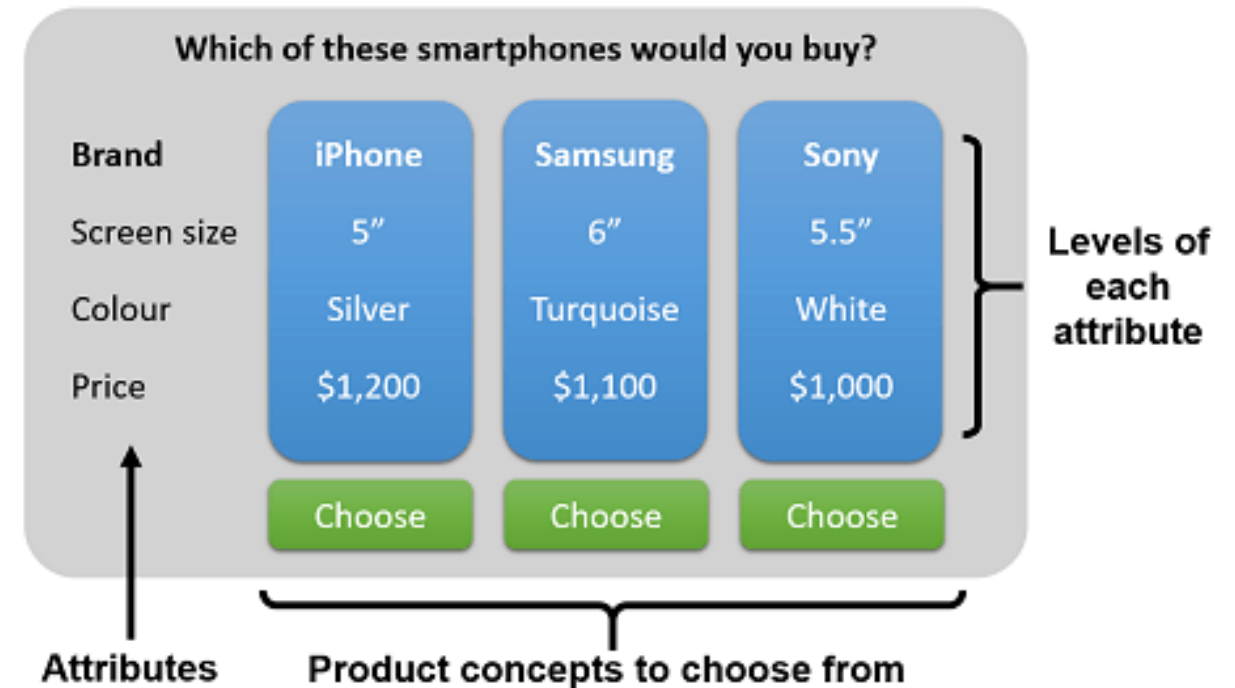 Which of these smartphones would you buy?
Brand iPhone Samsung Sony
Screen size 5″ 6″ 5.5″
Colour Silver Turquoise White
Price $1,200 $1,100 $1,000
Choose Choose Choose
Levels of
each
attribute
Attributes Product concepts to choose from